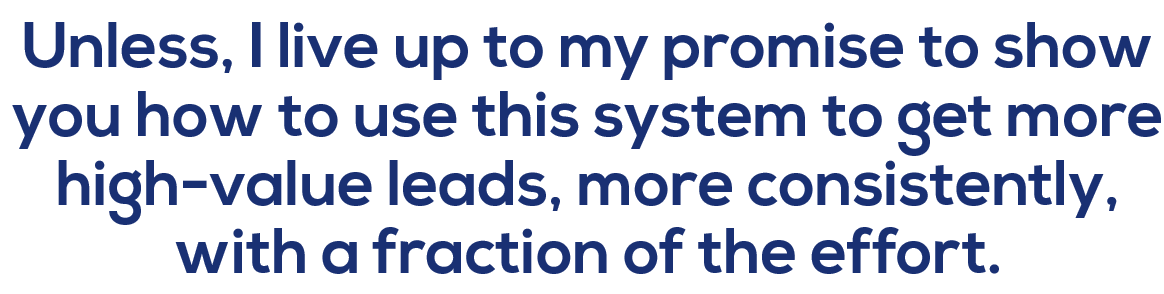 Unless, I live up to my promise to show
you how to use this system to get more
high-value leads, more consistently,
with a fraction of the effort.